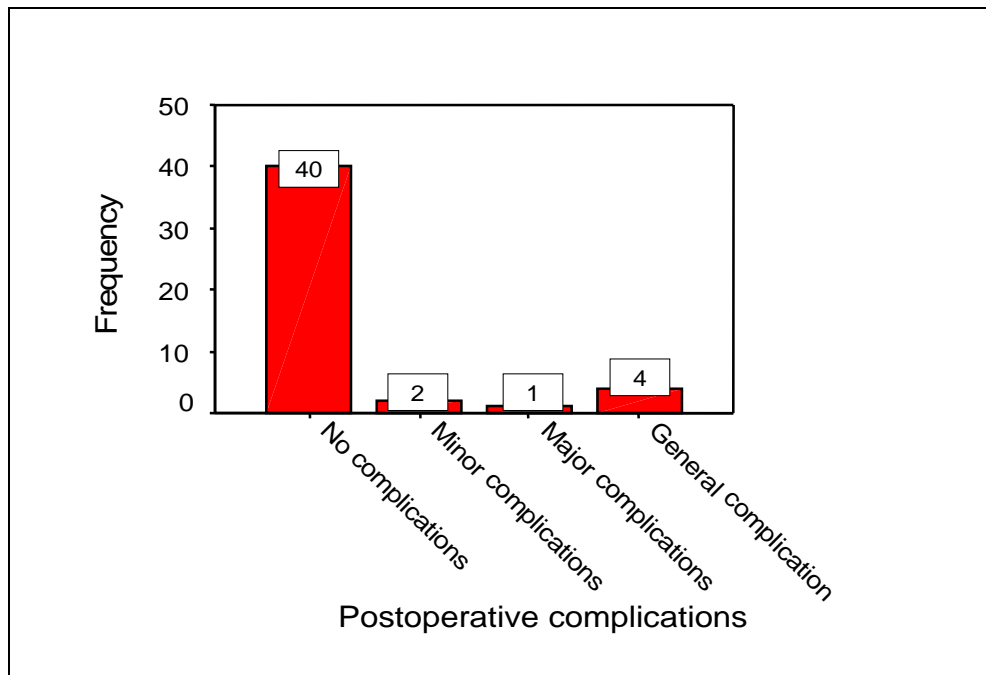 50
40
30
20
10
0
Frequency
40
2
1
4
No complications
Minor complications
Major complications
General complication
Postoperative complications